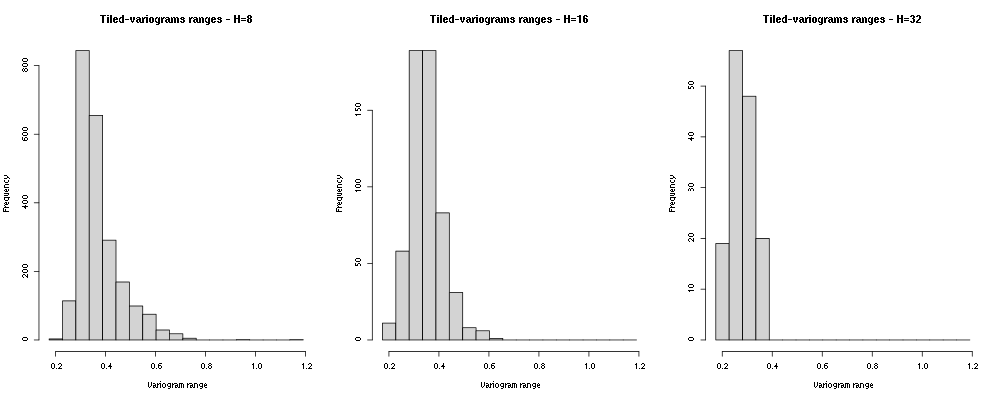 Tiled-variograms ranges - H=8
Tiled-variograms ranges - H=16
Tiled-variograms ranges - H=32
Frequency
0
200
400
600
800
0.2 0.4 0.6 0.8 1.0 1.2
Variogram range
Frequency
0
50
100
150
0.2 0.4 0.6 0.8 1.0 1.2
Variogram range
Frequency
0
10
20
30
40
50
0.2 0.4 0.6 0.8 1.0 1.2
Variogram range